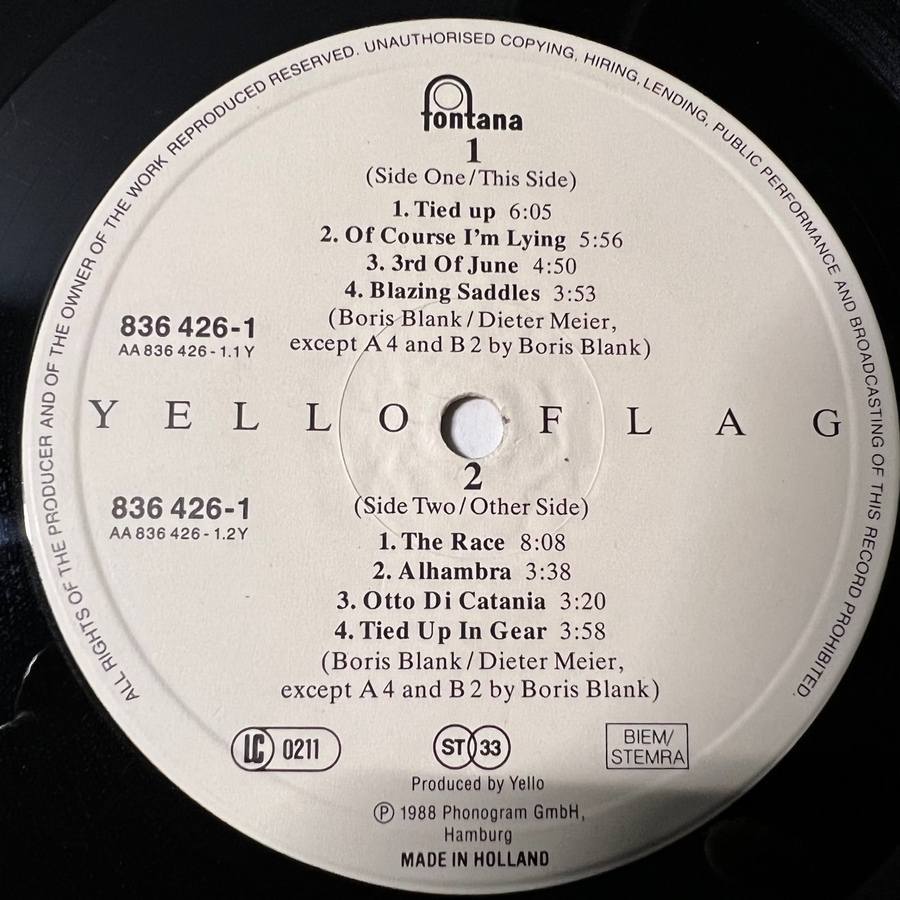 ALL RIGHTS OF THE PRODUCER AND OF THE OWNER OF THE WORK REPRODUCED RESERVED. UNAUTHORISED COPYING, HIRING, LENDING, PUBLIC PERFORMANCE AND BROADCASTING OF THIS RECORD PROHIBITED.
fontana
1
(Side One/This Side)
1. Tied up 6:05
2. Of Course I'm Lying 5:56
3. 3rd Of June 4:50
4. Blazing Saddles 3:53
(Boris Blank/Dieter Meier,
except A4 and B2 by Boris Blank)
836 426-1
AA 836 426 - 1.1 Y
YELLO FLAG
2
(Side Two/Other Side)
836 426-1
AA 836 426 - 1.2Y
1. The Race 8:08
2. Alhambra 3:38
3. Otto Di Catania 3:20
4. Tied Up In Gear 3:58
(Boris Blank/Dieter Meier,
except A4 and B2 by Boris Blank)
LC 0211
ST 33
BIEM/
STEMRA
Produced by Yello
Ⓟ 1988 Phonogram GmbH,
Hamburg
MADE IN HOLLAND